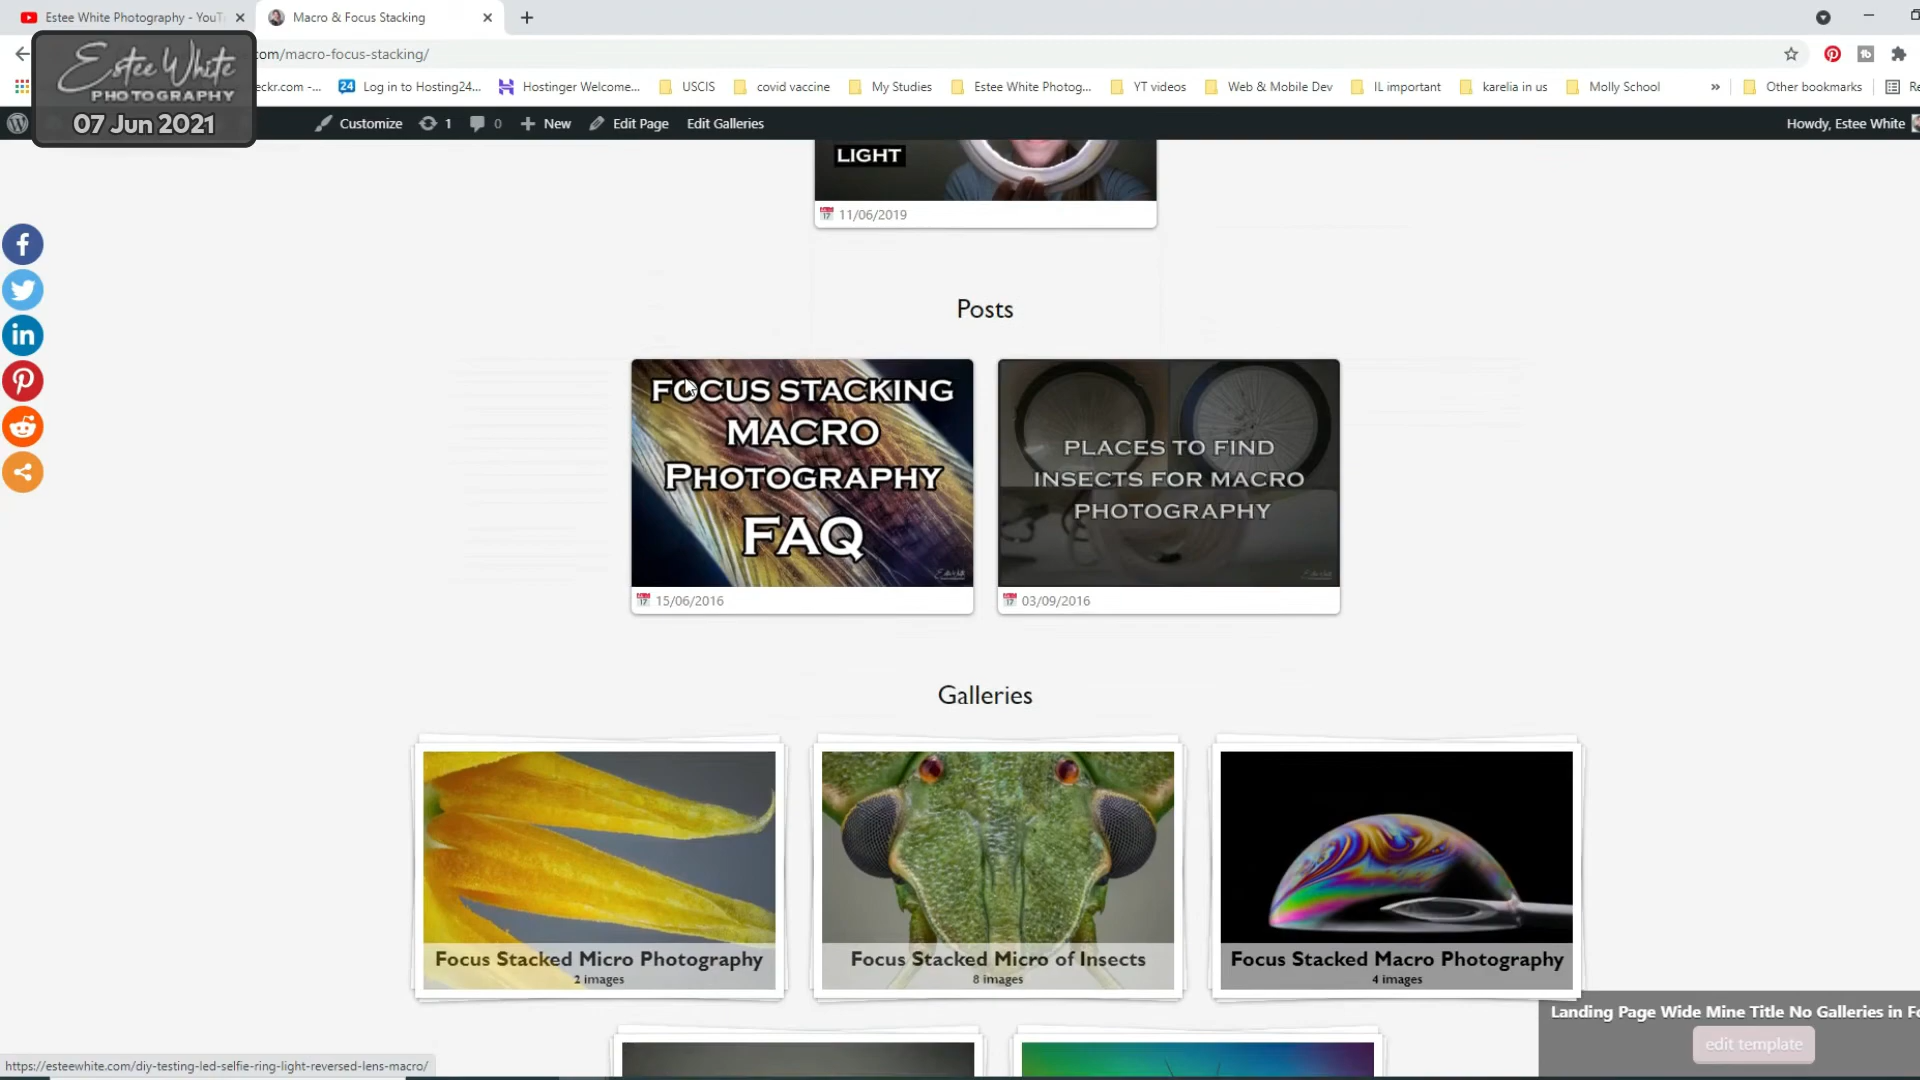 Estee White Photography - YouT
Macro & Focus Stacking
om/macro-focus-stacking/
eckr.com -...
24
Log in to Hosting24...
Hostinger Welcome...
USCIS
covid vaccine
My Studies
Estee White Photog...
YT videos
Web & Mobile Dev
IL important
karelia in us
Molly School
»
Other bookmarks
Re
Estee White
PHOTOGRAPHY
07 Jun 2021
Customize
1
0
New
Edit Page
Edit Galleries
Howdy, Estee White
LIGHT
11/06/2019
Posts
FOCUS STACKING
MACRO
PHOTOGRAPHY
FAQ
15/06/2016
PLACES TO FIND
INSECTS FOR MACRO
PHOTOGRAPHY
03/09/2016
Galleries
Focus Stacked Micro Photography
2 images
Focus Stacked Micro of Insects
8 images
Focus Stacked Macro Photography
4 images
Landing Page Wide Mine Title No Galleries in Fo
edit template
https://esteewhite.com/diy-testing-led-selfie-ring-light-reversed-lens-macro/